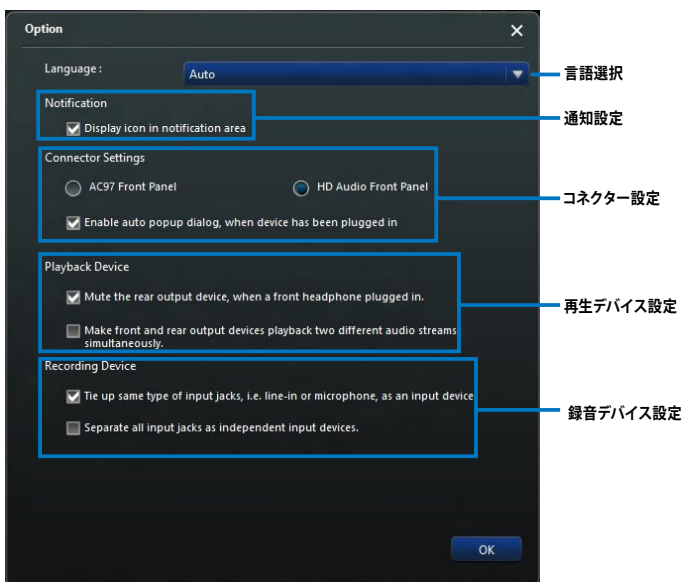 Option
Language :
Auto
言語選択
Notification
Display icon in notification area
通知設定
Connector Settings
AC97 Front Panel
HD Audio Front Panel
Enable auto popup dialog, when device has been plugged in
コネクター設定
Playback Device
Mute the rear output device, when a front headphone plugged in.
Make front and rear output devices playback two different audio streams
simultaneously.
再生デバイス設定
Recording Device
Tie up same type of input jacks, i.e. line-in or microphone, as an input device
Separate all input jacks as independent input devices.
録音デバイス設定
OK